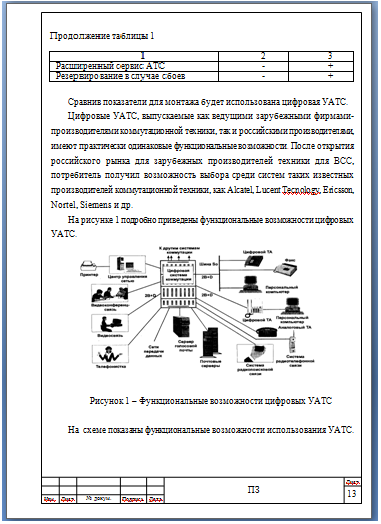 Продолжение таблицы 1
1 2 3
Расширенный сервис АТС - +
Резервирование в случае сбоев - +
Сравнив показатели для монтажа будет использована цифровая УАТС.
Цифровые УАТС, выпускаемые как ведущими зарубежными фирмами-
производителями коммутационной техники, так и российскими производителями,
имеют практически одинаковые функциональные возможности. После открытия
российского рынка для зарубежных производителей техники для ВСС,
потребитель получил возможность выбора среди систем таких известных
производителей коммутационной техники, как Alcatel, Lucent Tecnology, Ericsson,
Nortel, Siemens и др.
На рисунке 1 подробно приведены функциональные возможности цифровых
УАТС.
К другим системам
коммутации
Цифровой ТА
Принтер
Центр управления
сетью
Цифровая
система
коммутации
Шина So
Факс
2B+D
Видеоконференц-
связь
2B+D
2B+D
Персональный
компьютер
Цифровой ТА
Персональный
компьютер
Видеосвязь
Аналоговый ТА
Телефонистка
Сети
передачи
данных
Сервер
голосовой
почты
Почтовые
серверы
Система
радиопоисковой
связи
Система
радиотелефонной
связи
Рисунок 1 – Функциональные возможности цифровых УАТС
На схеме показаны функциональные возможности использования УАТС.
Изм. Лист № докум. Подпись Дата
ПЗ
Лист
13